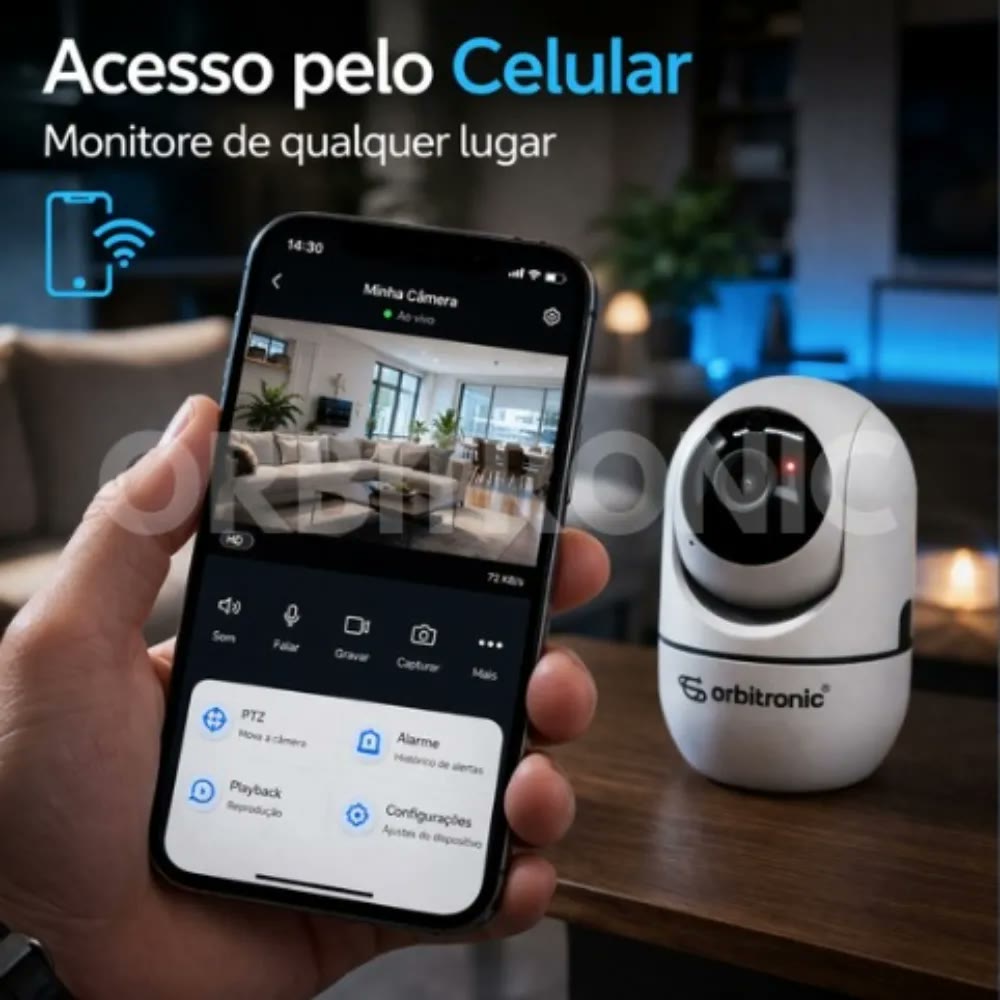 Acesso pelo Celular
Monitore de qualquer lugar
14:30
Minha Câmera
Ao vivo
ORBITRONIC
HD
72 KB/s
Som
Falar
Gravar
Capturar
Mais
PTZ
Mova a câmera
Alarme
Histórico de alertas
Playback
Reprodução
Configurações
Ajustes do dispositivo
orbitronic®